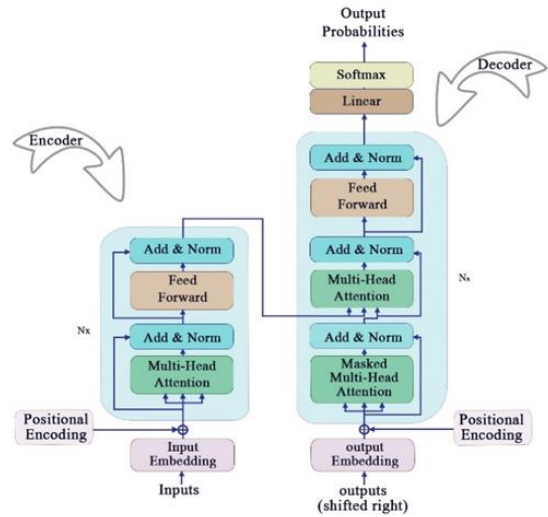 Output
Probabilities
Softmax
Linear
Decoder
Encoder
Add & Norm
Feed
Forward
Add & Norm
Multi-Head
Attention
Nx
Add & Norm
Masked
Multi-Head
Attention
Add & Norm
Feed
Forward
Nx
Add & Norm
Multi-Head
Attention
Positional
Encoding
Input
Embedding
Inputs
output
Embedding
outputs
(shifted right)
Positional
Encoding